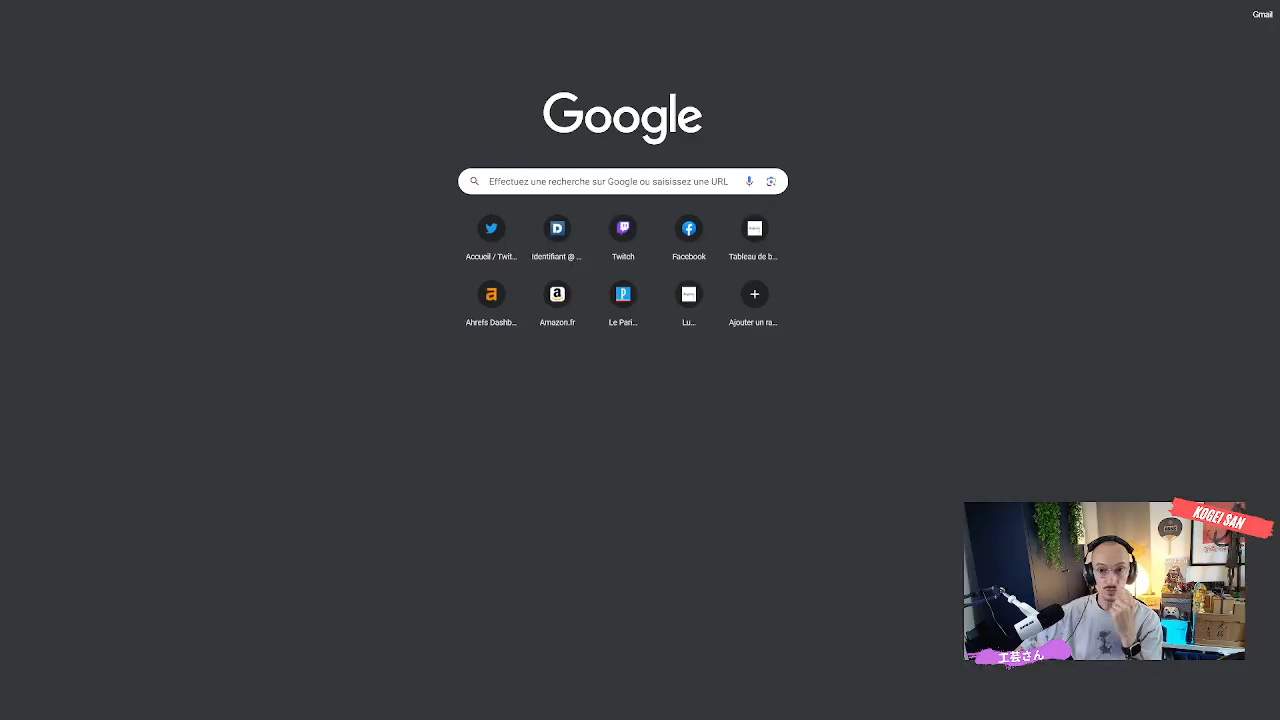 Gmail
Google
Effectuez une recherche sur Google ou saisissez une URL
Accueil / Twit...
Identifiant @ ...
Twitch
Facebook
Tableau de b...
Ahrefs Dashb...
Amazon.fr
Le Pari...
Lu...
Ajouter un ra...
KOGEI SAN
工芸さん